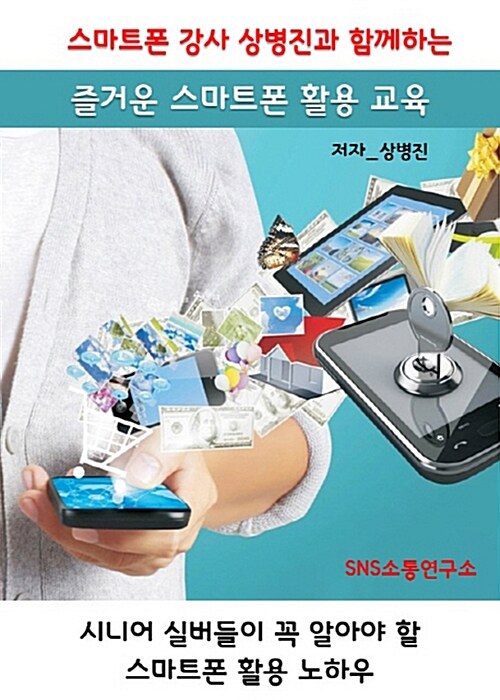 스마트폰 강사 상병진과 함께하는
즐거운 스마트폰 활용 교육
저자_상병진
SNS소통연구소
시니어 실버들이 꼭 알아야 할
스마트폰 활용 노하우